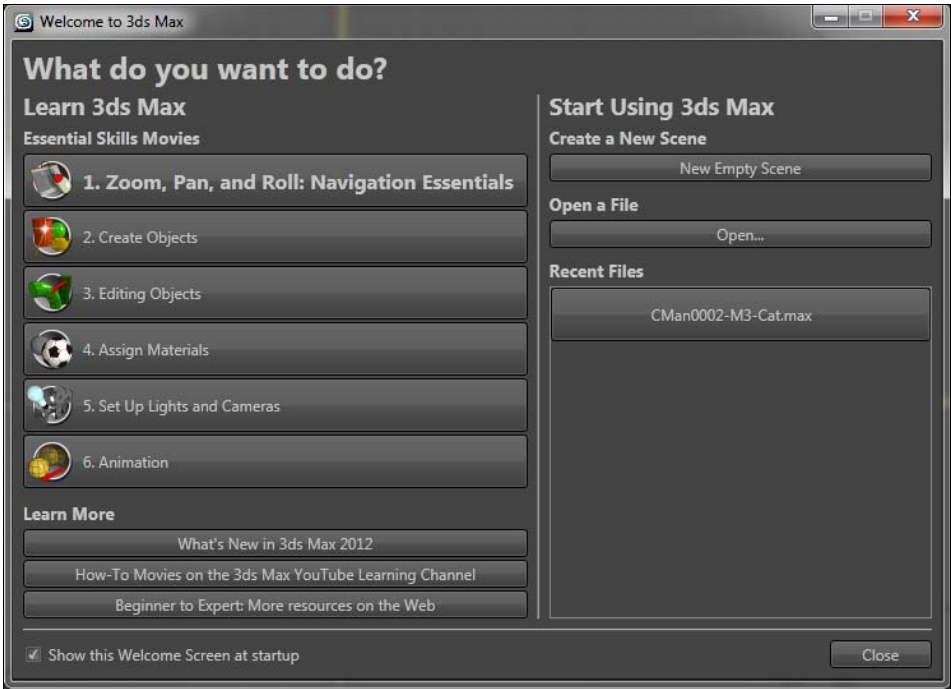 Welcome to 3ds Max
What do you want to do?
Learn 3ds Max
Essential Skills Movies
1. Zoom, Pan, and Roll: Navigation Essentials
2. Create Objects
3. Editing Objects
4. Assign Materials
5. Set Up Lights and Cameras
6. Animation
Learn More
What's New in 3ds Max 2012
How-To Movies on the 3ds Max YouTube Learning Channel
Beginner to Expert: More resources on the Web
Start Using 3ds Max
Create a New Scene
New Empty Scene
Open a File
Open...
Recent Files
CMan0002-M3-Cat.max
Show this Welcome Screen at startup
Close